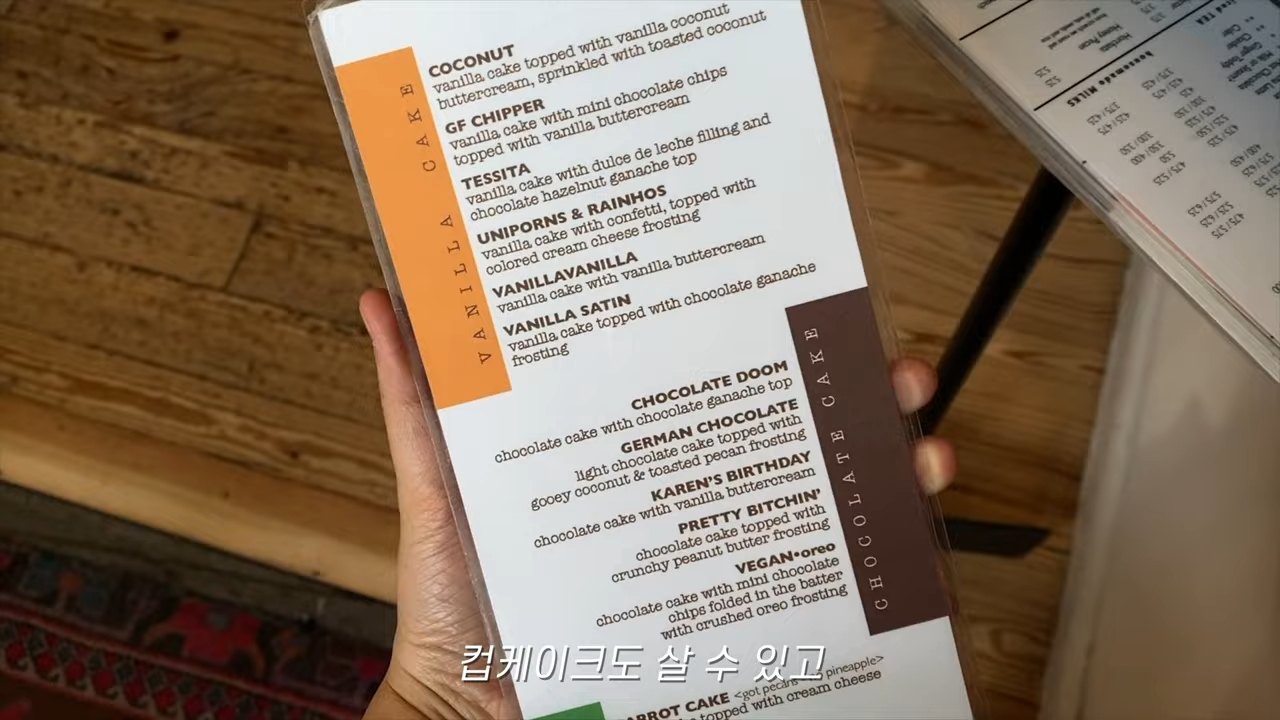 VANILLA CAKE
COCONUT
vanilla cake topped with vanilla coconut
buttercream, sprinkled with toasted coconut
GF CHIPPER
vanilla cake with mini chocolate chips
topped with vanilla buttercream
TESSITA
vanilla cake with dulce de leche filling and
chocolate hazelnut ganache top
UNIPORNS & RAINHOS
vanilla cake with confetti, topped with
colored cream cheese frosting
VANILLAVANILLA
vanilla cake with vanilla buttercream
VANILLA SATIN
vanilla cake topped with chocolate ganache
frosting
CHOCOLATE CAKE
CHOCOLATE DOOM
chocolate cake with chocolate ganache top
GERMAN CHOCOLATE
light chocolate cake topped with
gooey coconut & toasted pecan frosting
KAREN'S BIRTHDAY
chocolate cake with vanilla buttercream
PRETTY BITCHIN'
chocolate cake topped with
crunchy peanut butter frosting
VEGAN•oreo
chocolate cake with mini chocolate
chips folded in the batter
with crushed oreo frosting
CAKE <got pineapple>
topped with cream cheese
homemade MILKS
컵케이크도 살 수 있고